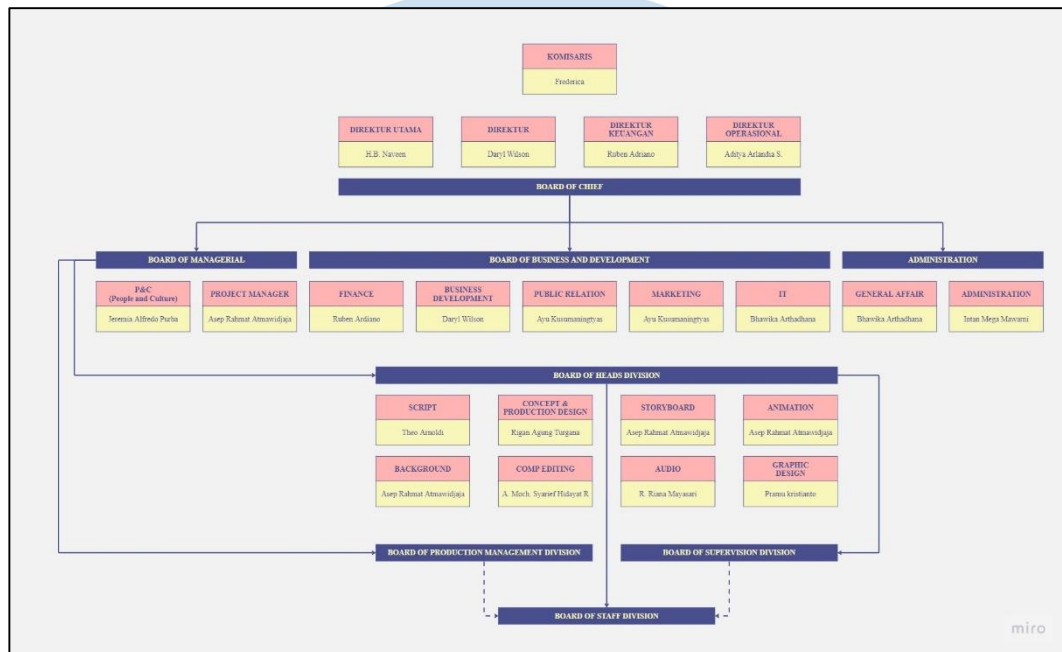 KOMISARIS
Frederica
DIREKTUR UTAMA
H.B. Naveen
DIREKTUR
Daryl Wilson
DIREKTUR
KEUANGAN
Ruben Adriano
DIREKTUR
OPERASIONAL
Aditya Arlandia S.
BOARD OF CHIEF
BOARD OF MANAGERIAL
BOARD OF BUSINESS AND DEVELOPMENT
ADMINISTRATION
P&C
(People and Culture)
Jeremia Alfredo Purba
PROJECT MANAGER
Asep Rahmat Atmawidjaja
FINANCE
Ruben Ardiano
BUSINESS
DEVELOPMENT
Daryl Wilson
PUBLIC RELATION
Ayu Kusumaningtyas
MARKETING
Ayu Kusumaningtyas
IT
Bhawika Arthadhana
GENERAL AFFAIR
Bhawika Arthadhana
ADMINISTRATION
Intan Mega Mawarni
BOARD OF HEADS DIVISION
SCRIPT
Theo Arnoldi
CONCEPT &
PRODUCTION DESIGN
Rigan Agung Turgana
STORYBOARD
Asep Rahmat Atmawidjaja
ANIMATION
Asep Rahmat Atmawidjaja
BACKGROUND
Asep Rahmat Atmawidjaja
COMP EDITING
A. Moch. Syarief Hidayat R
AUDIO
R. Riana Mayasari
GRAPHIC
DESIGN
Pramu kristianto
BOARD OF PRODUCTION MANAGEMENT DIVISION
BOARD OF SUPERVISION DIVISION
BOARD OF STAFF DIVISION
miro